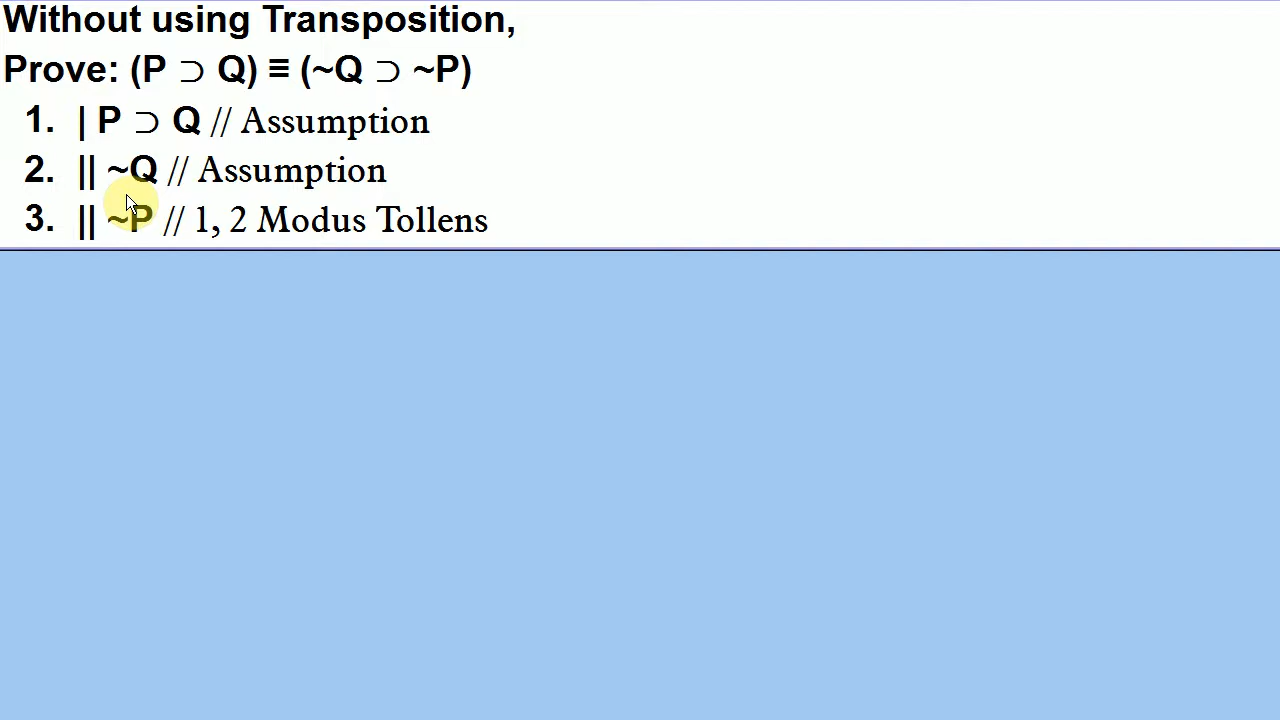 Without using Transposition,
Prove: (P ⊃ Q) ≡ (~Q ⊃ ~P)
1. | P ⊃ Q // Assumption
2. || ~Q // Assumption
3. || ~P // 1, 2 Modus Tollens